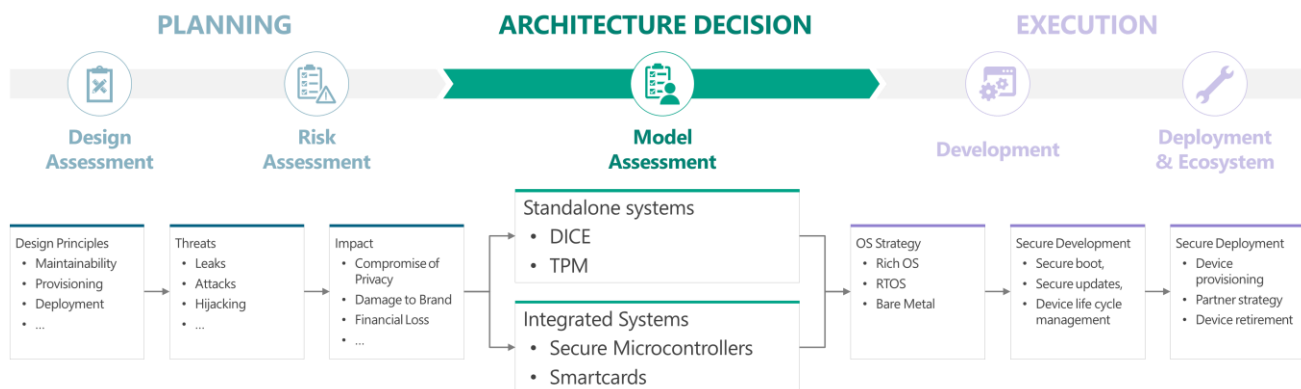 PLANNING
ARCHITECTURE DECISION
EXECUTION
Design
Assessment
Risk
Assessment
Model
Assessment
Development
Deployment
& Ecosystem
Design Principles
• Maintainability
• Provisioning
• Deployment
• ...
Threats
• Leaks
• Attacks
• Hijacking
• ...
Impact
• Compromise of
Privacy
• Damage to Brand
• Financial Loss
• ...
Standalone systems
• DICE
• TPM
Integrated Systems
• Secure Microcontrollers
• Smartcards
OS Strategy
• Rich OS
• RTOS
• Bare Metal
Secure Development
• Secure boot,
• Secure updates,
• Device life cycle
management
Secure Deployment
• Device
provisioning
• Partner strategy
• Device retirement